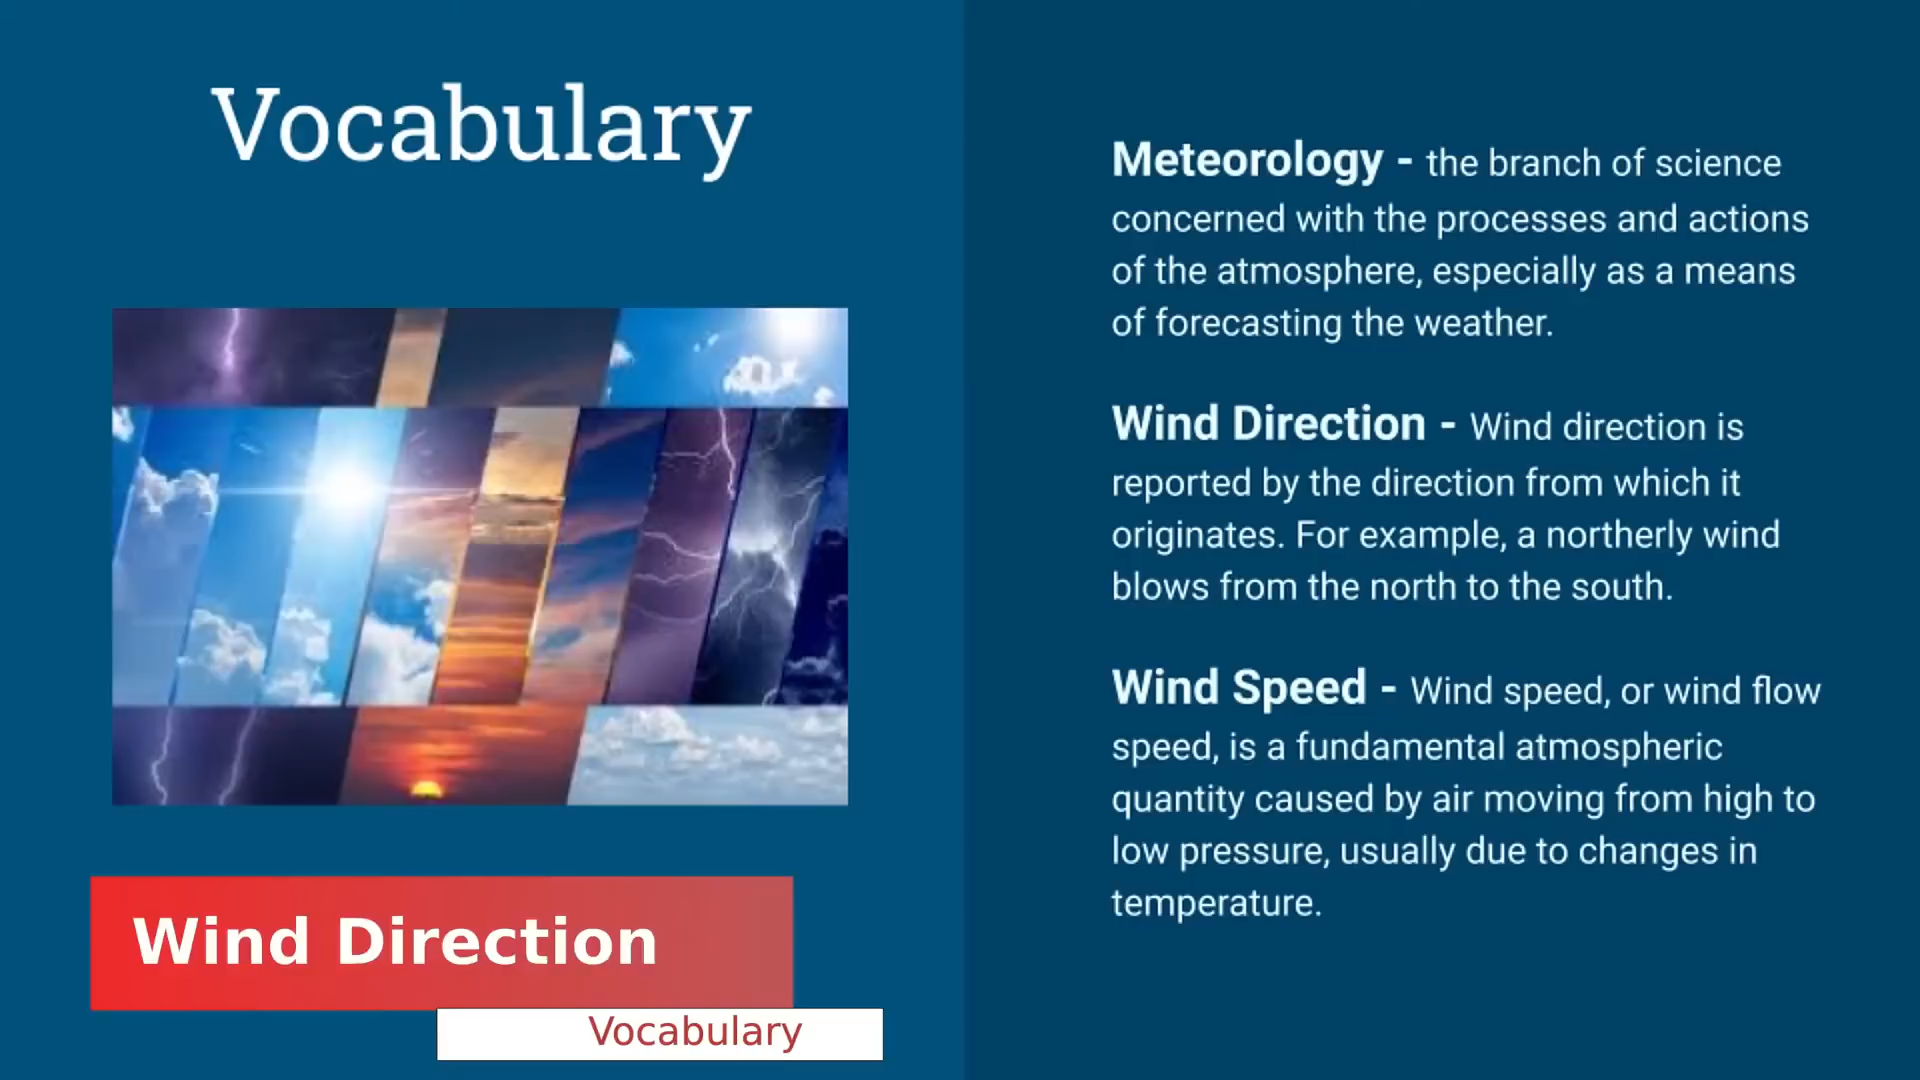 Vocabulary
Meteorology - the branch of science
concerned with the processes and actions
of the atmosphere, especially as a means
of forecasting the weather.
Wind Direction - Wind direction is
reported by the direction from which it
originates. For example, a northerly wind
blows from the north to the south.
Wind Speed - Wind speed, or wind flow
speed, is a fundamental atmospheric
quantity caused by air moving from high to
low pressure, usually due to changes in
temperature.
Wind Direction
Vocabulary